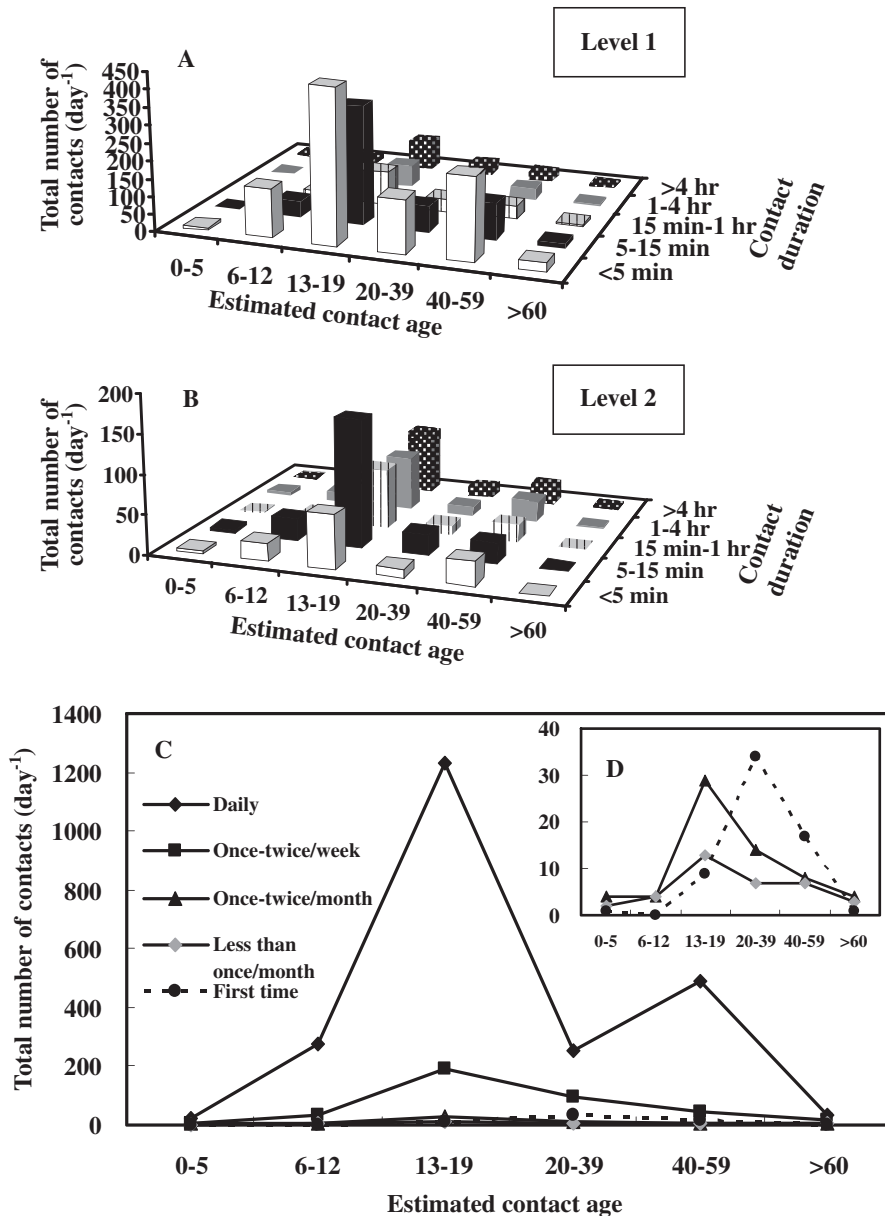 A
Level 1
Total number of
contacts (day-1)
450
400
350
300
250
200
150
100
50
0
0-5
6-12
13-19
20-39
40-59
>60
Estimated contact age
>4 hr
1-4 hr
15 min-1 hr
5-15 min
<5 min
Contact
duration
B
Level 2
Total number of
contacts (day-1)
200
150
100
50
0
0-5
6-12
13-19
20-39
40-59
>60
Estimated contact age
>4 hr
1-4 hr
15 min-1 hr
5-15 min
<5 min
Contact
duration
C
Total number of contacts (day-1)
1400
1200
1000
800
600
400
200
0
Daily
Once-twice/week
Once-twice/month
Less than
once/month
First time
D
40
30
20
10
0
0-5 6-12 13-19 20-39 40-59 >60
0-5 6-12 13-19 20-39 40-59 >60
Estimated contact age